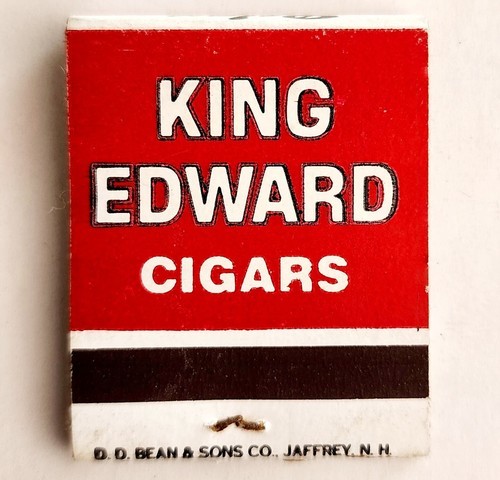 KING
EDWARD
CIGARS
D. D. BEAN & SONS CO., JAFFREY, N. H.